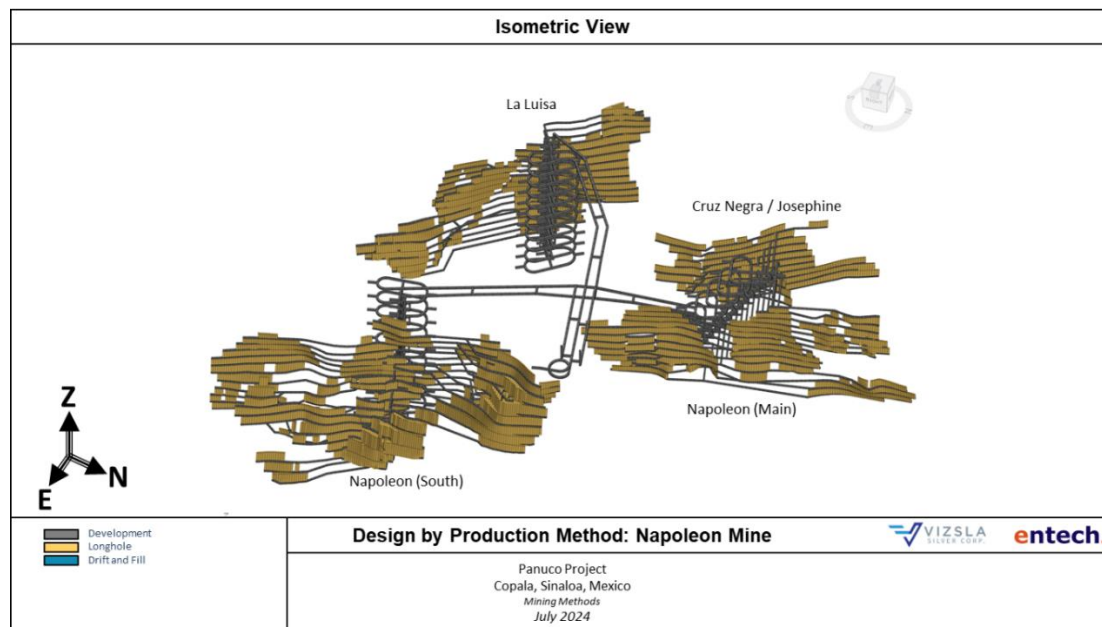 Isometric View
La Luisa
Cruz Negra / Josephine
Napoleon (Main)
Napoleon (South)
Z
N
E
Development
Longhole
Drift and Fill
Design by Production Method: Napoleon Mine
VIZSLA
SILVER CORP.
entech.
Panuco Project
Copala, Sinaloa, Mexico
Mining Methods
July 2024